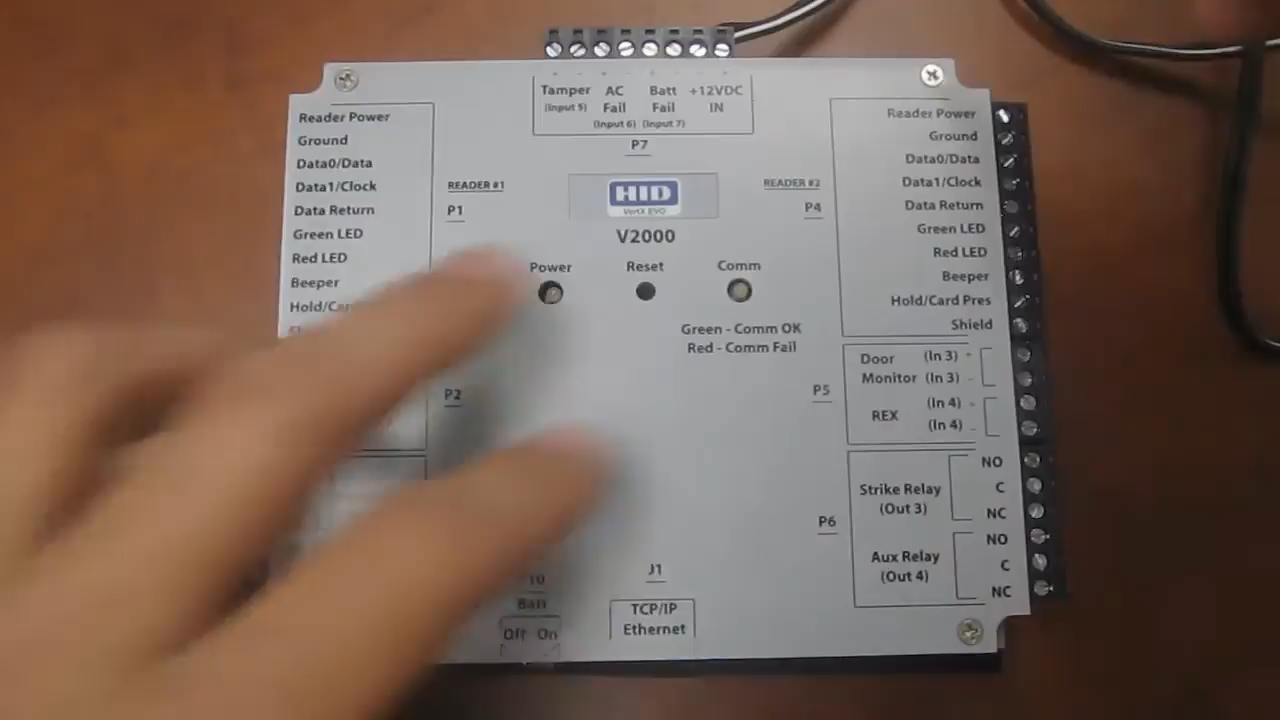 Tamper AC Batt +12VDC
Fail Fail IN
(Input 5)
(Input 6) (Input 7)
P7
Reader Power
Ground
Data0/Data
Data1/Clock
Data Return
Green LED
Red LED
Beeper
READER #1
P1
P2
HID
VertX EVO
V2000
Power Reset Comm
Green - Comm OK
Red - Comm Fail
READER #2
P4
Reader Power
Ground
Data0/Data
Data1/Clock
Data Return
Green LED
Red LED
Beeper
Hold/Card Pres
Shield
P5
Door (In 3) +
Monitor (In 3) -
REX
(In 4)
(In 4)
P6
Strike Relay
(Out 3)
NO
C
NC
Aux Relay
(Out 4)
NO
C
NC
Batt
Off On
J1
TCP/IP
Ethernet